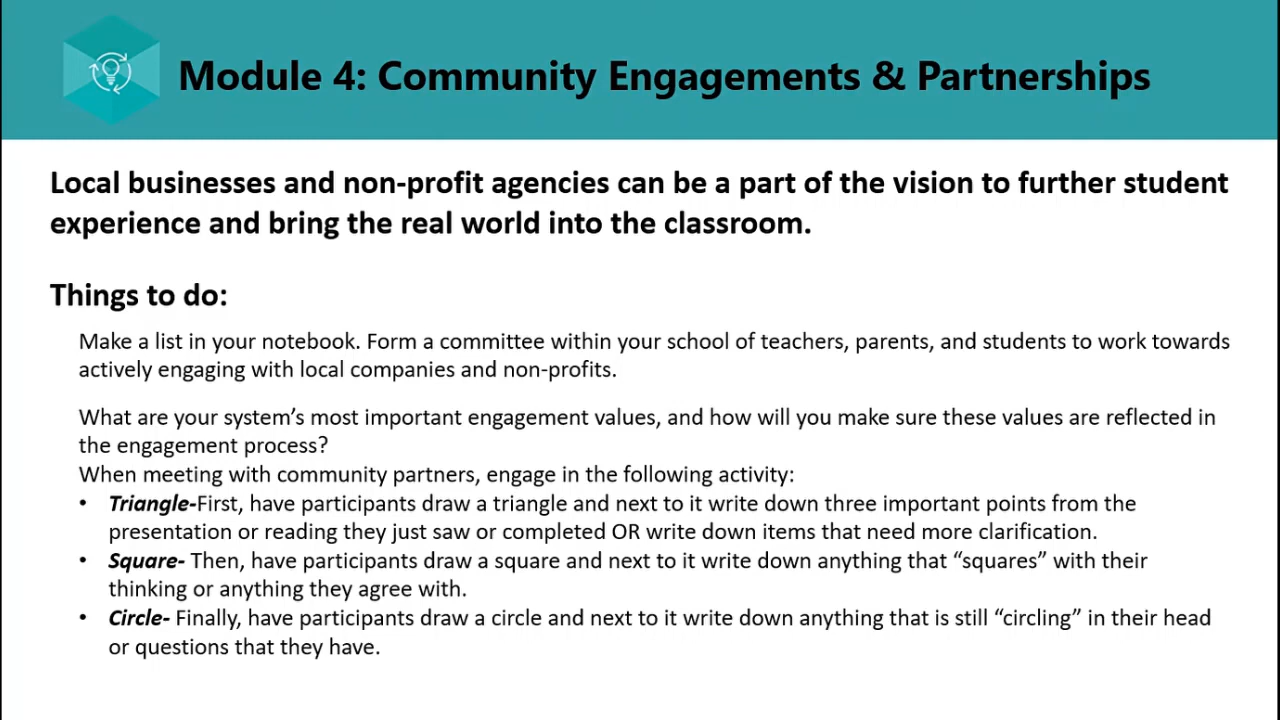 Module 4: Community Engagements & Partnerships
Local businesses and non-profit agencies can be a part of the vision to further student
experience and bring the real world into the classroom.
Things to do:
Make a list in your notebook. Form a committee within your school of teachers, parents, and students to work towards
actively engaging with local companies and non-profits.
What are your system’s most important engagement values, and how will you make sure these values are reflected in
the engagement process?
When meeting with community partners, engage in the following activity:
• Triangle-First, have participants draw a triangle and next to it write down three important points from the
presentation or reading they just saw or completed OR write down items that need more clarification.
• Square- Then, have participants draw a square and next to it write down anything that “squares” with their
thinking or anything they agree with.
• Circle- Finally, have participants draw a circle and next to it write down anything that is still “circling” in their head
or questions that they have.